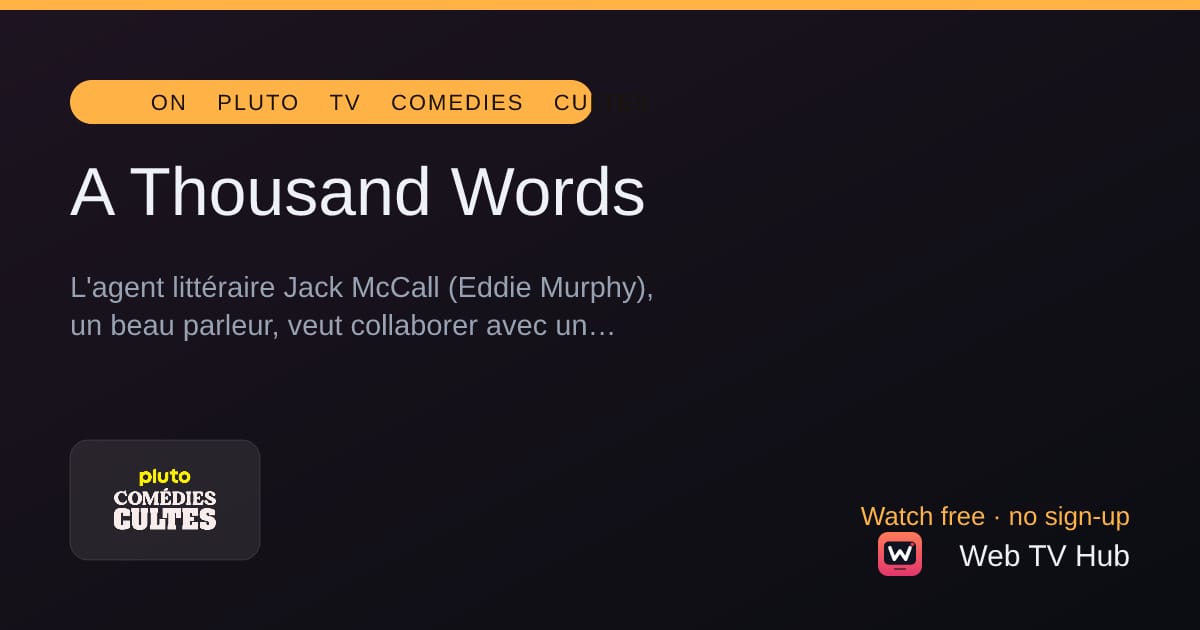 ON PLUTO TV COMEDIES CU
A Thousand Words
L'agent littéraire Jack McCall (Eddie Murphy),
un beau parleur, veut collaborer avec un…
pluto
COMÉDIES
CULTES
Watch free · no sign-up
W
Web TV Hub